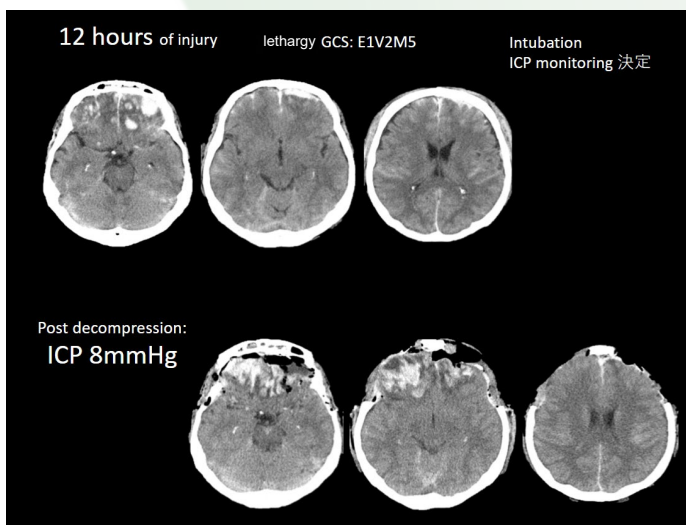 12 hours of injury
lethargy GCS: E1V2M5
Intubation
ICP monitoring 決定
Post decompression:
ICP 8mmHg